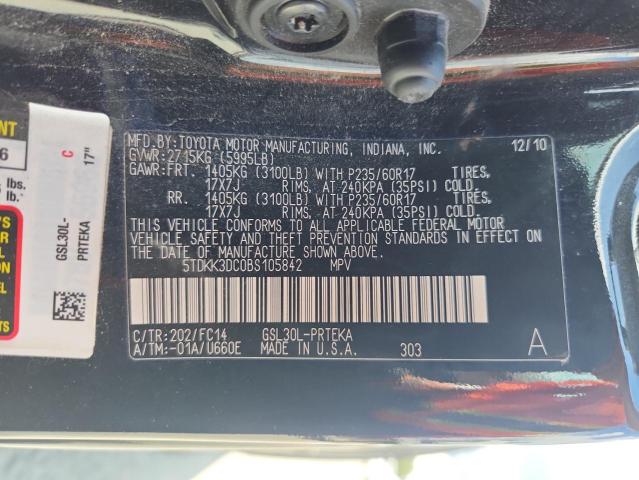 MFD.BY:TOYOTA MOTOR MANUFACTURING, INDIANA, INC. 12/10
GVWR:2715KG (5995LB)
GAWR:FRT. 1405KG (3100LB) WITH P235/60R17 TIRES,
17X7J RIMS, AT 240KPA (35PSI) COLD.
RR. 1405KG (3100LB) WITH P235/60R17 TIRES,
17X7J RIMS, AT 240KPA (35PSI) COLD.
THIS VEHICLE CONFORMS TO ALL APPLICABLE FEDERAL MOTOR
VEHICLE SAFETY AND THEFT PREVENTION STANDARDS IN EFFECT ON
THE DATE OF MANUFACTURE SHOWN ABOVE.
5TDKK3DC0BS105842 MPV
C/TR:202/FC14 GSL30L-PRTEKA A
A/TM:-01A/U660E MADE IN U.S.A. 303
C
17"
GSL30L-
PRTEKA
lbs.
lb.